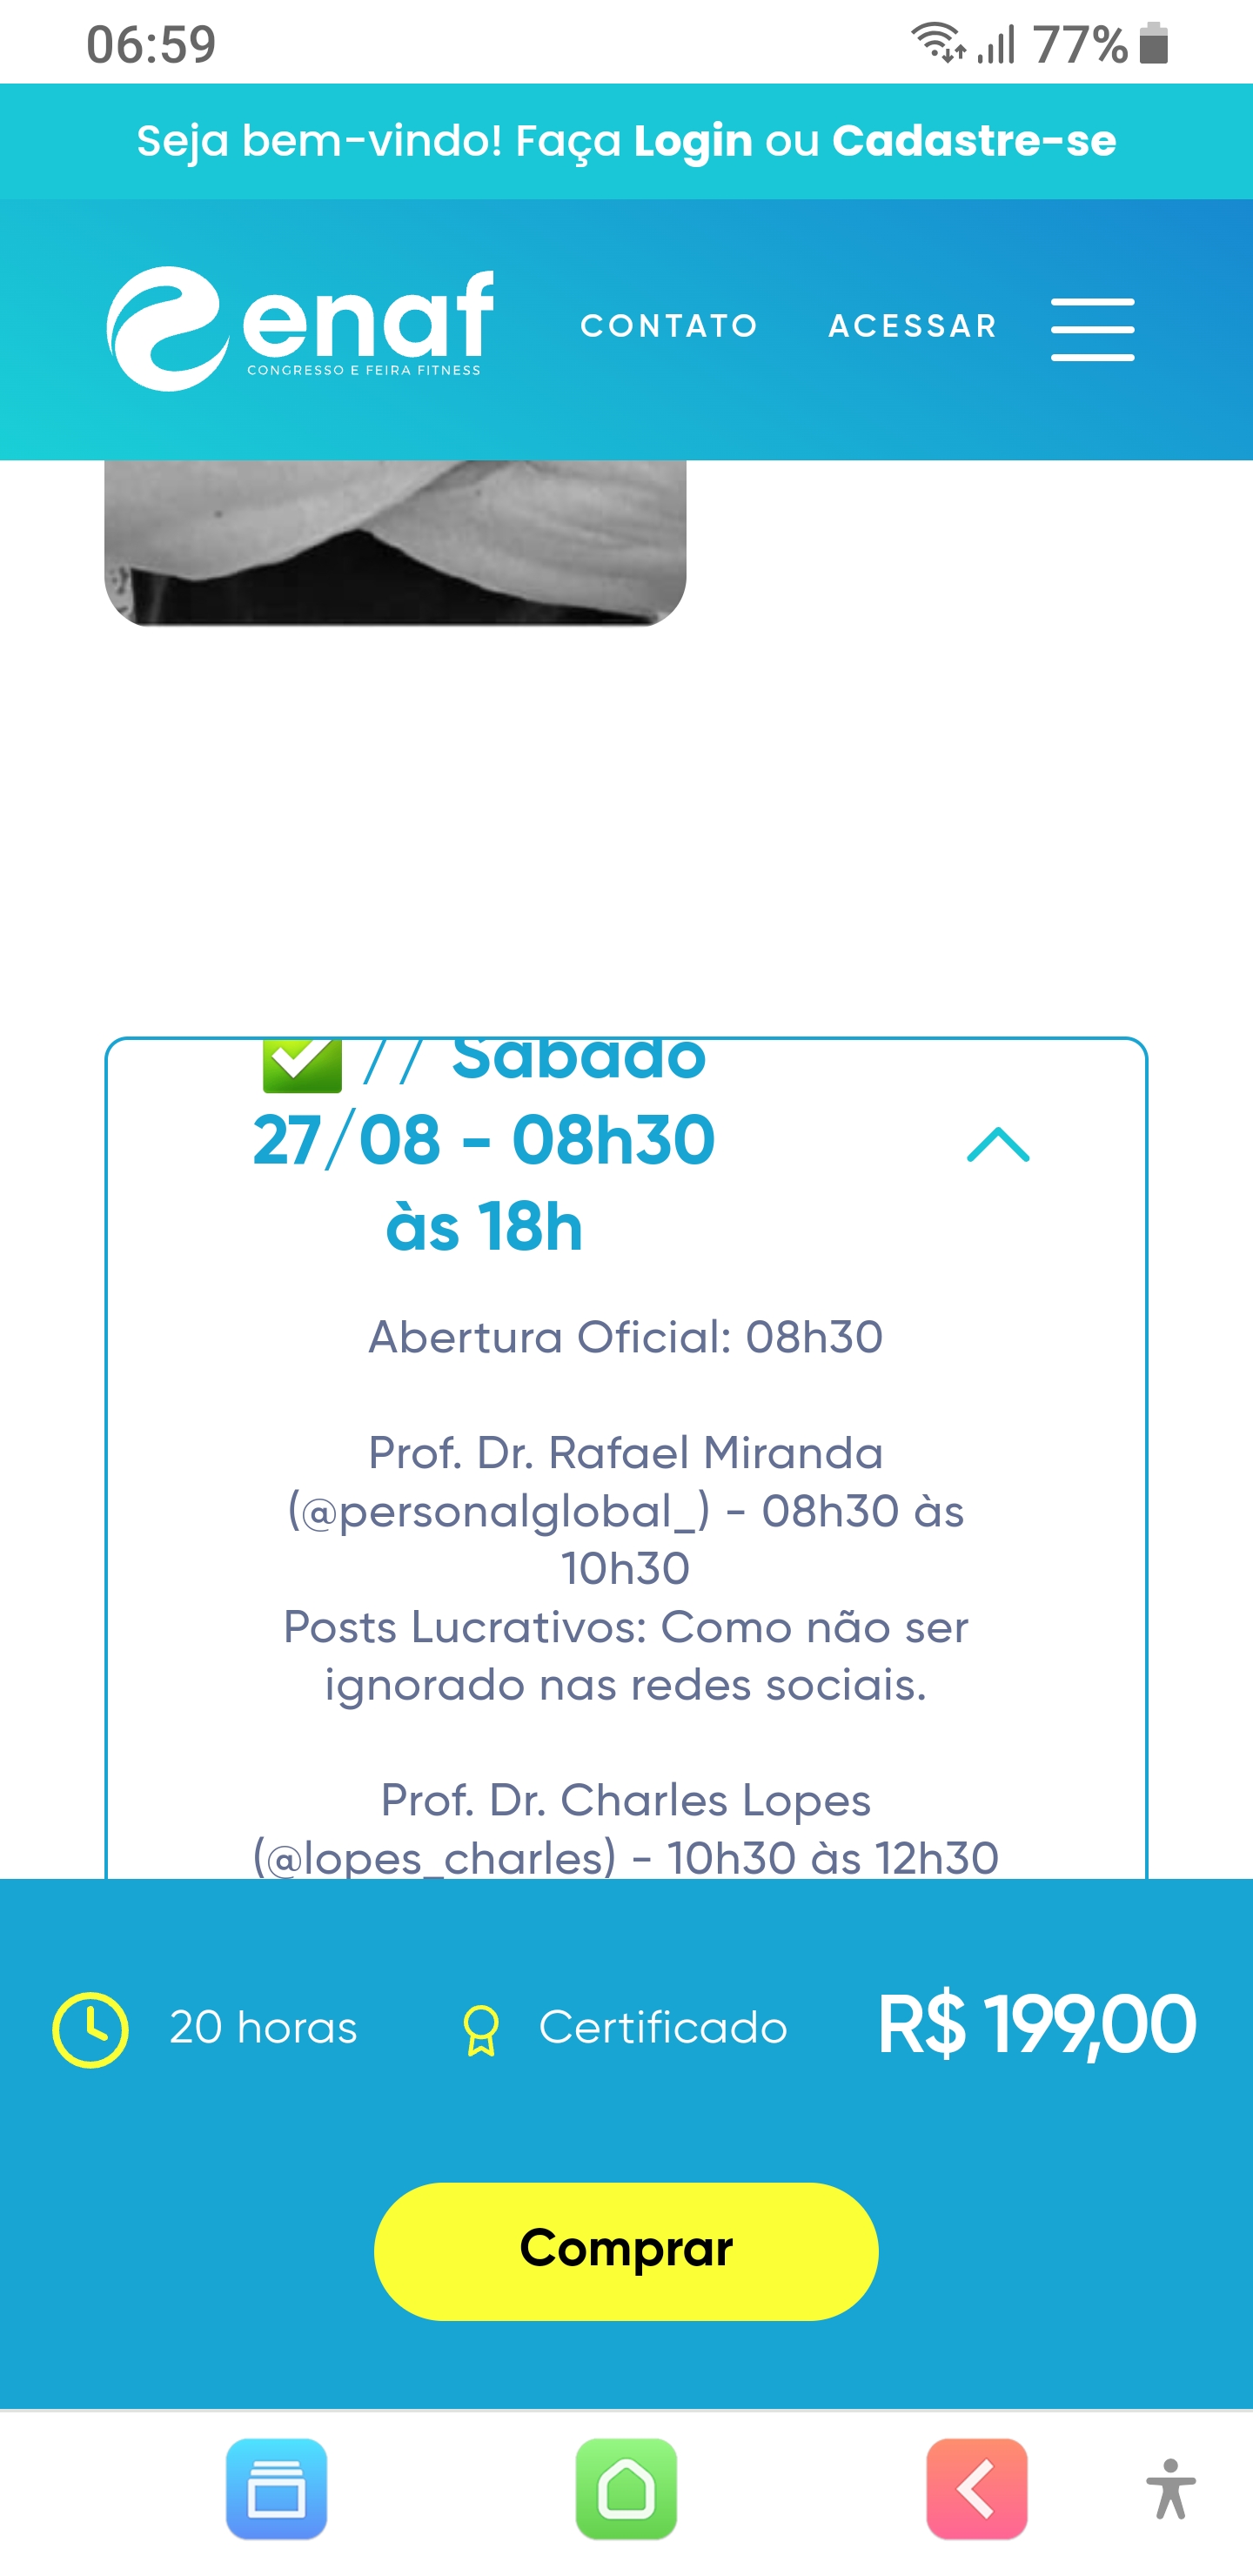 06:59
77%
Seja bem-vindo! Faça Login ou Cadastre-se
enaf
CONGRESSO E FEIRA FITNESS
CONTATO
ACESSAR
// Sábado
27/08 - 08h30
às 18h
Abertura Oficial: 08h30
Prof. Dr. Rafael Miranda
(@personalglobal_) - 08h30 às
10h30
Posts Lucrativos: Como não ser
ignorado nas redes sociais.
Prof. Dr. Charles Lopes
(@lopes_charles) - 10h30 às 12h30
20 horas
Certificado
R$ 199,00
Comprar